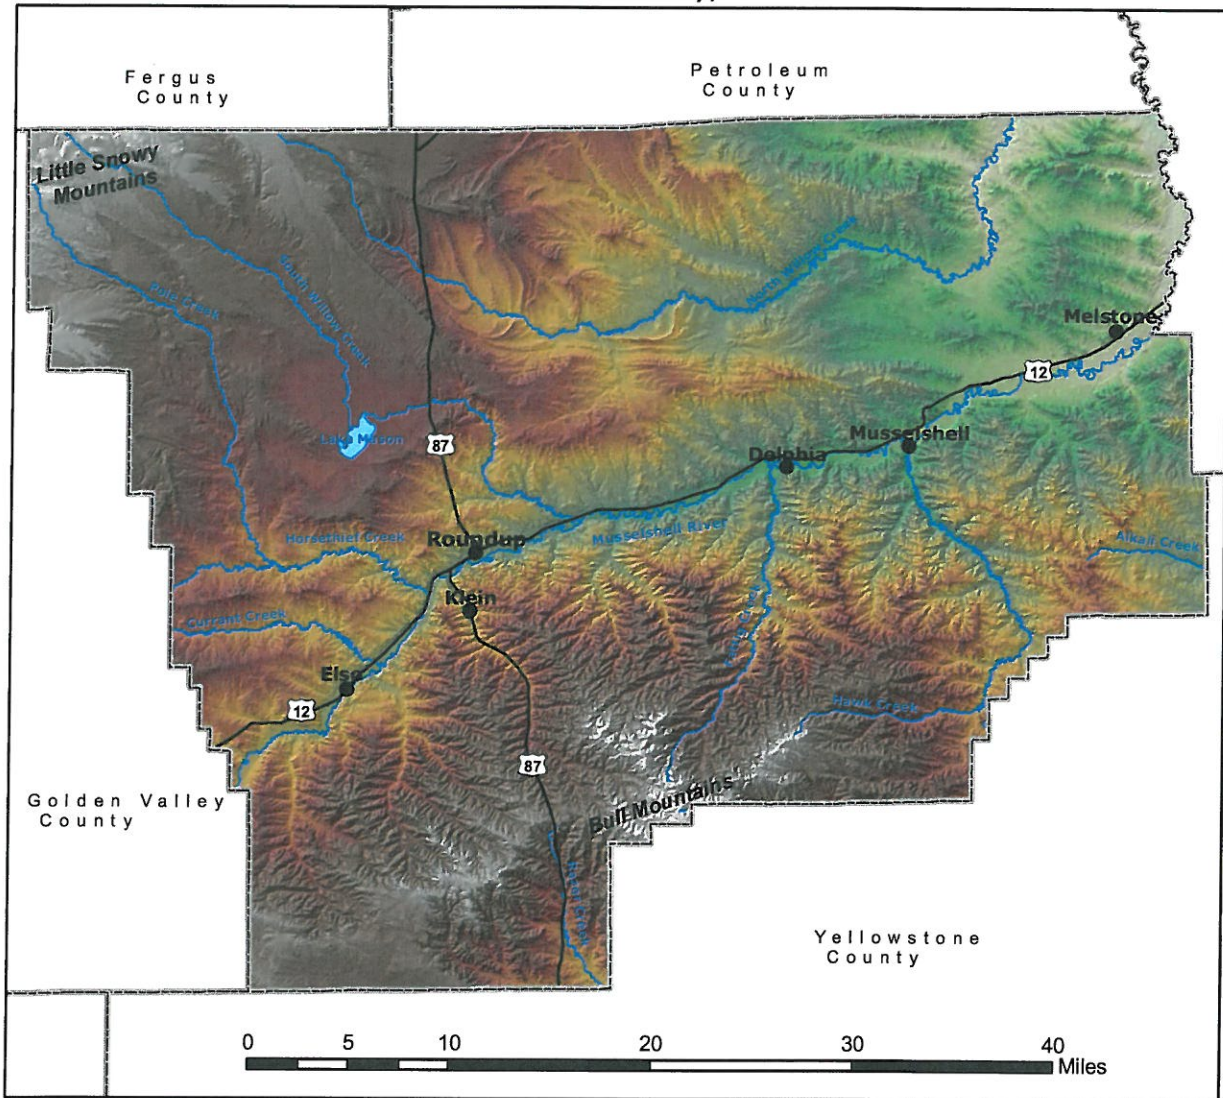 Fergus
County
Petroleum
County
Little Snowy
Mountains
Pole Creek
South Willow Creek
North Willow Creek
Melstone
12
Lake Mason
87
Musselshell
Delphia
Roundup
Musselshell River
Horsethief Creek
Alkali Creek
Klein
Currant Creek
Elso
12
Hawk Creek
87
Golden Valley
County
Bull Mountains
Yellowstone
County
0
5
10
20
30
40
Miles